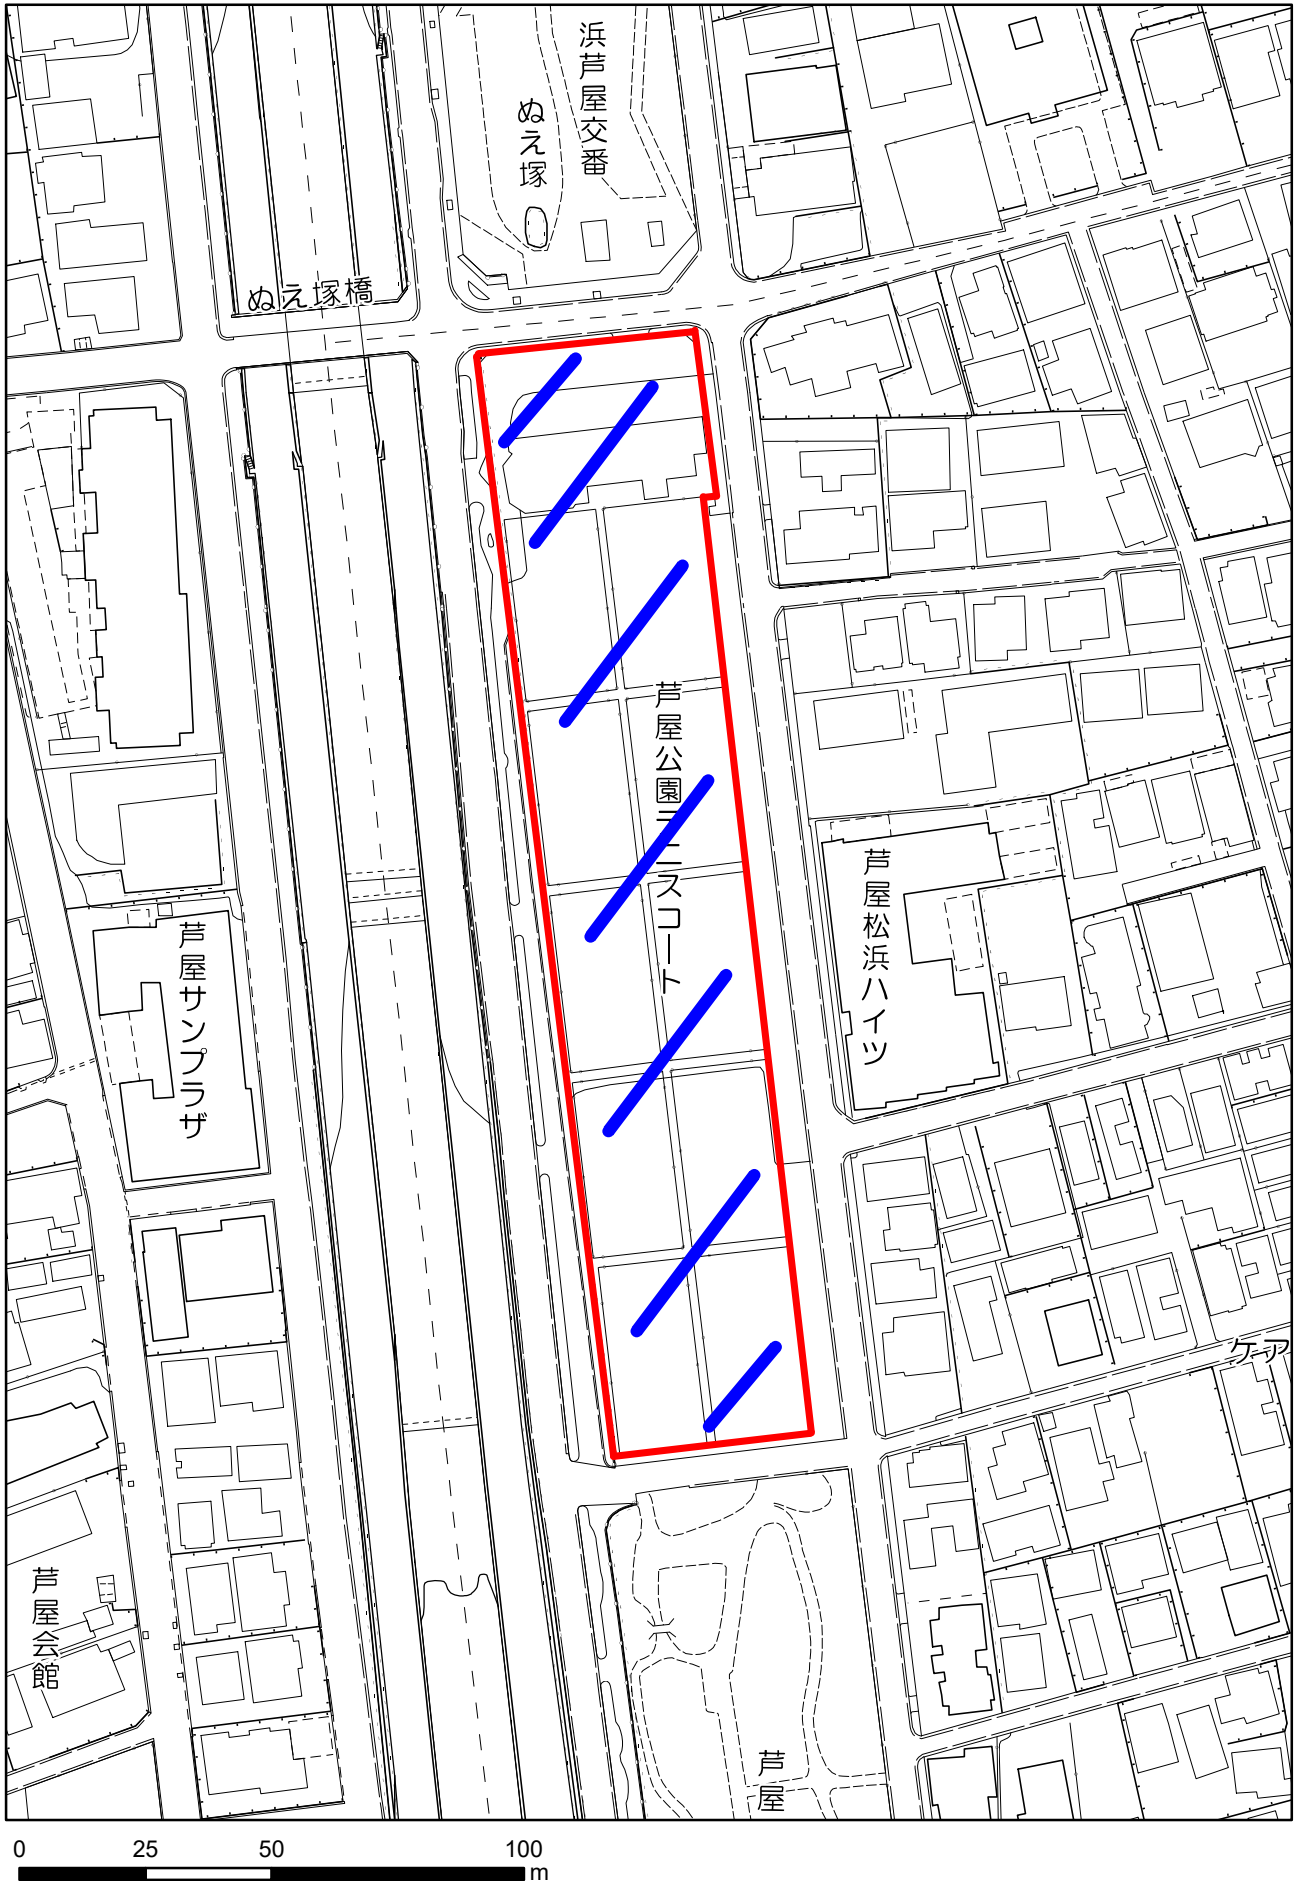 浜芦屋交番
ぬえ塚
ぬえ塚橋
芦屋公園テニスコート
芦屋松浜ハイツ
芦屋サンプラザ
ケア
芦屋会館
芦屋
0 25 50 100
m